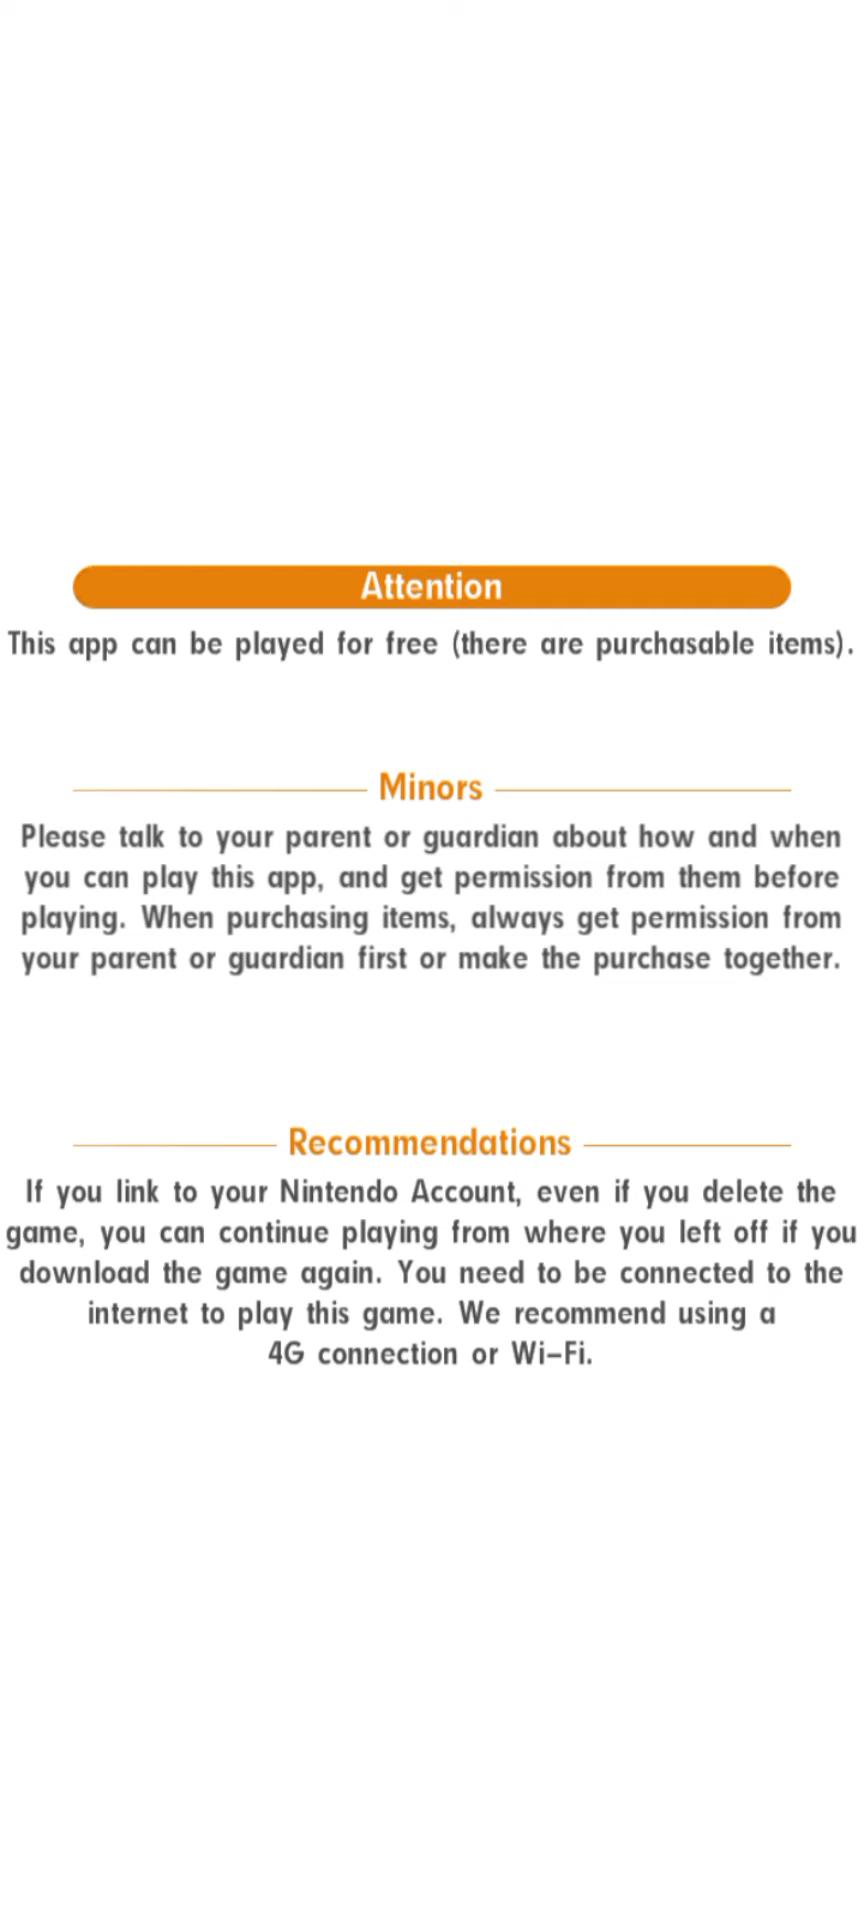 Attention
This app can be played for free (there are purchasable items).
Minors
Please talk to your parent or guardian about how and when
you can play this app, and get permission from them before
playing. When purchasing items, always get permission from
your parent or guardian first or make the purchase together.
Recommendations
If you link to your Nintendo Account, even if you delete the
game, you can continue playing from where you left off if you
download the game again. You need to be connected to the
internet to play this game. We recommend using a
4G connection or Wi-Fi.